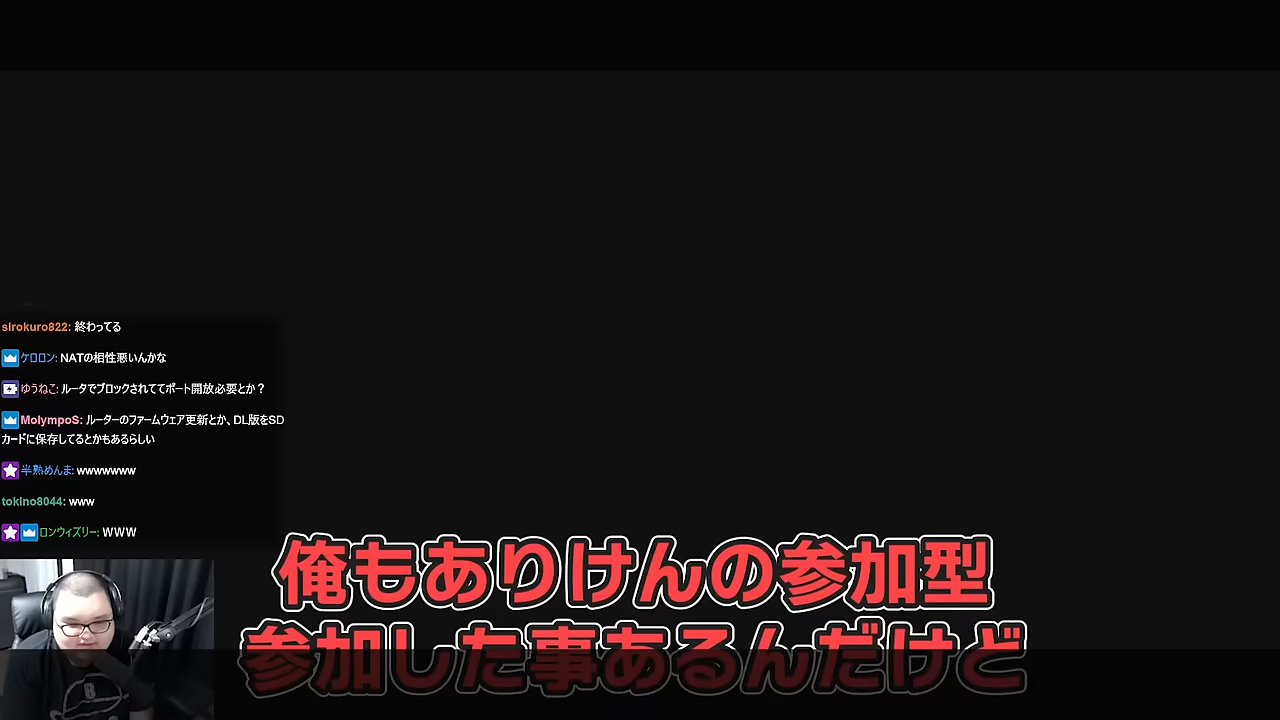 sirokuro822: 終わってる
ケロロン: NATの相性悪いんかな
ゆうねこ: ルータでブロックされててポート開放必要とか？
MolympoS: ルーターのファームウェア更新とか、DL版をSD
カードに保存してるとかもあるらしい
半熟めんま: wwwwwww
tokino8044: www
ロンウィズリー: WWW
俺もありけんの参加型
参加した事あるんだけど